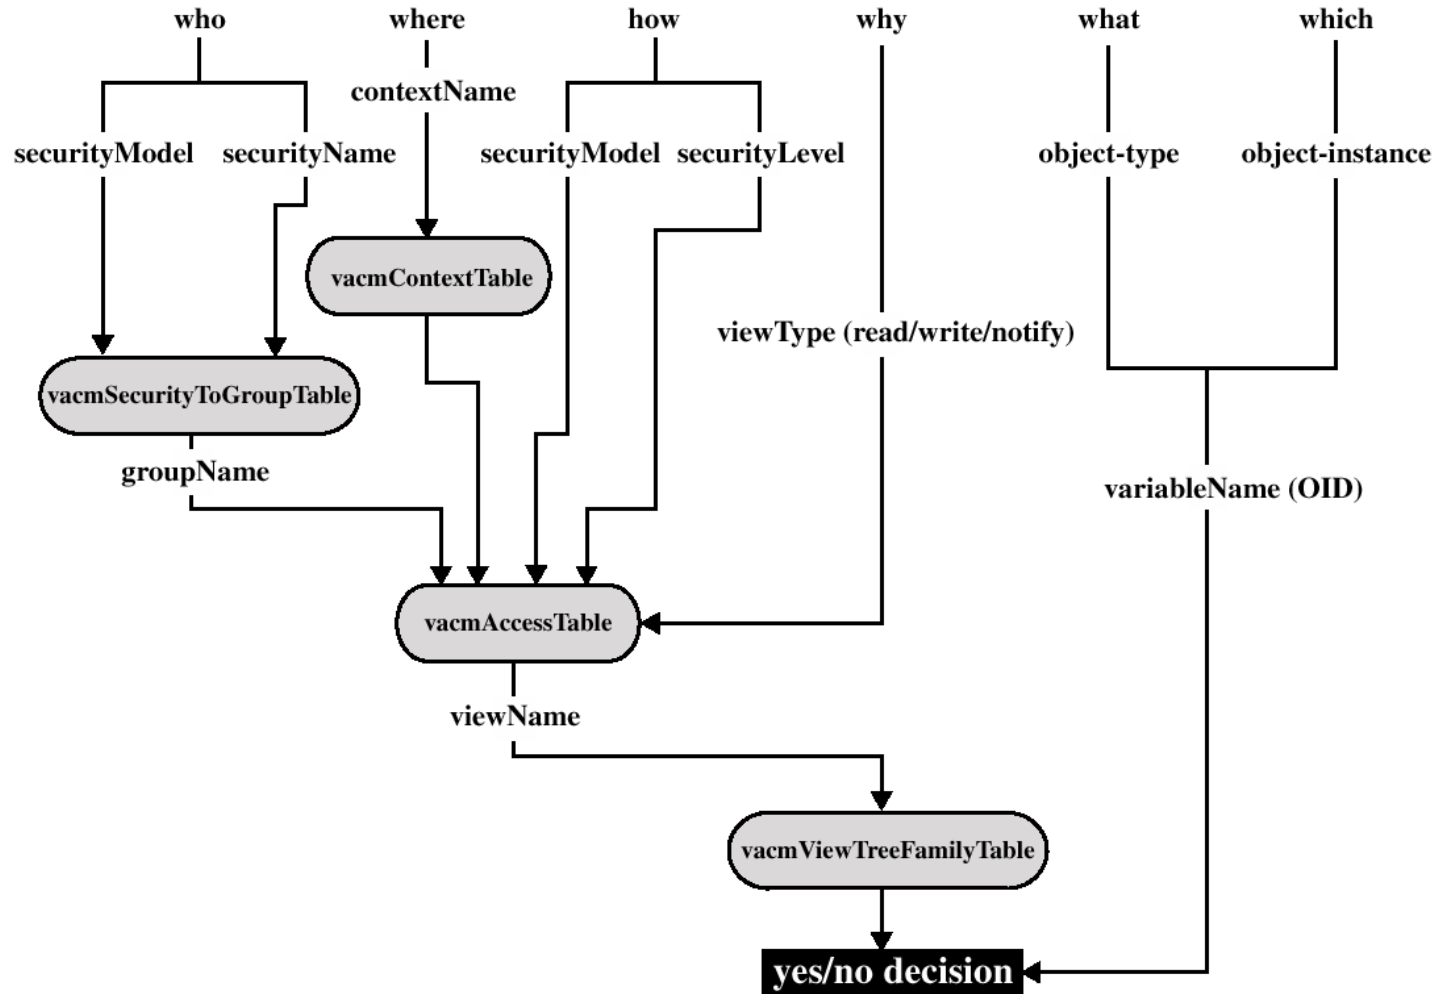 who
where
how
why
what
which
contextName
securityModel
securityName
securityModel
securityLevel
object-type
object-instance
vacmContextTable
viewType (read/write/notify)
vacmSecurityToGroupTable
groupName
variableName (OID)
vacmAccessTable
viewName
vacmViewTreeFamilyTable
yes/no decision